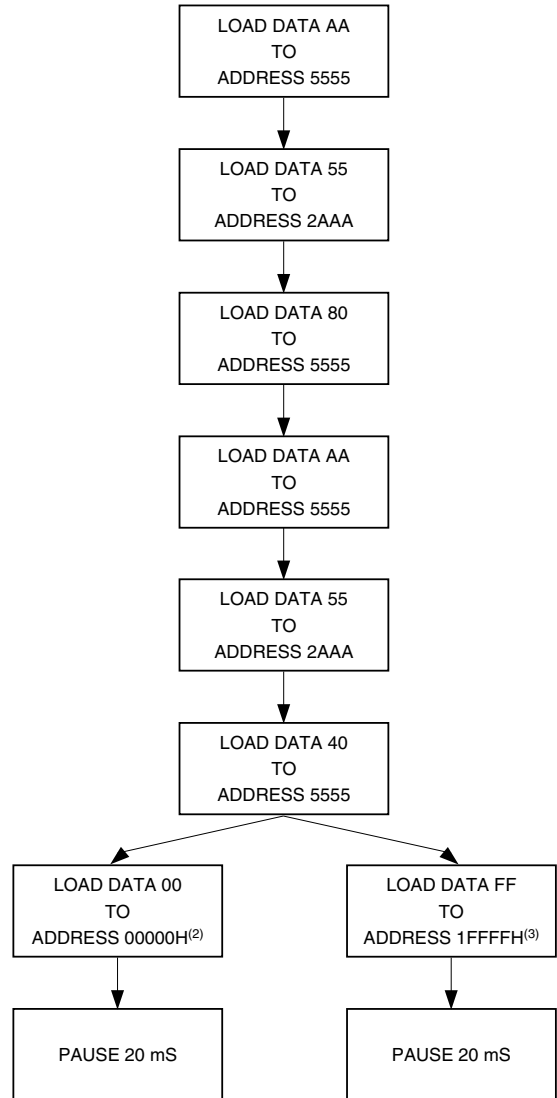 LOAD DATA AA
TO
ADDRESS 5555
LOAD DATA 55
TO
ADDRESS 2AAA
LOAD DATA 80
TO
ADDRESS 5555
LOAD DATA AA
TO
ADDRESS 5555
LOAD DATA 55
TO
ADDRESS 2AAA
LOAD DATA 40
TO
ADDRESS 5555
LOAD DATA 00
TO
ADDRESS 00000H(2)
LOAD DATA FF
TO
ADDRESS 1FFFFH(3)
PAUSE 20 mS
PAUSE 20 mS